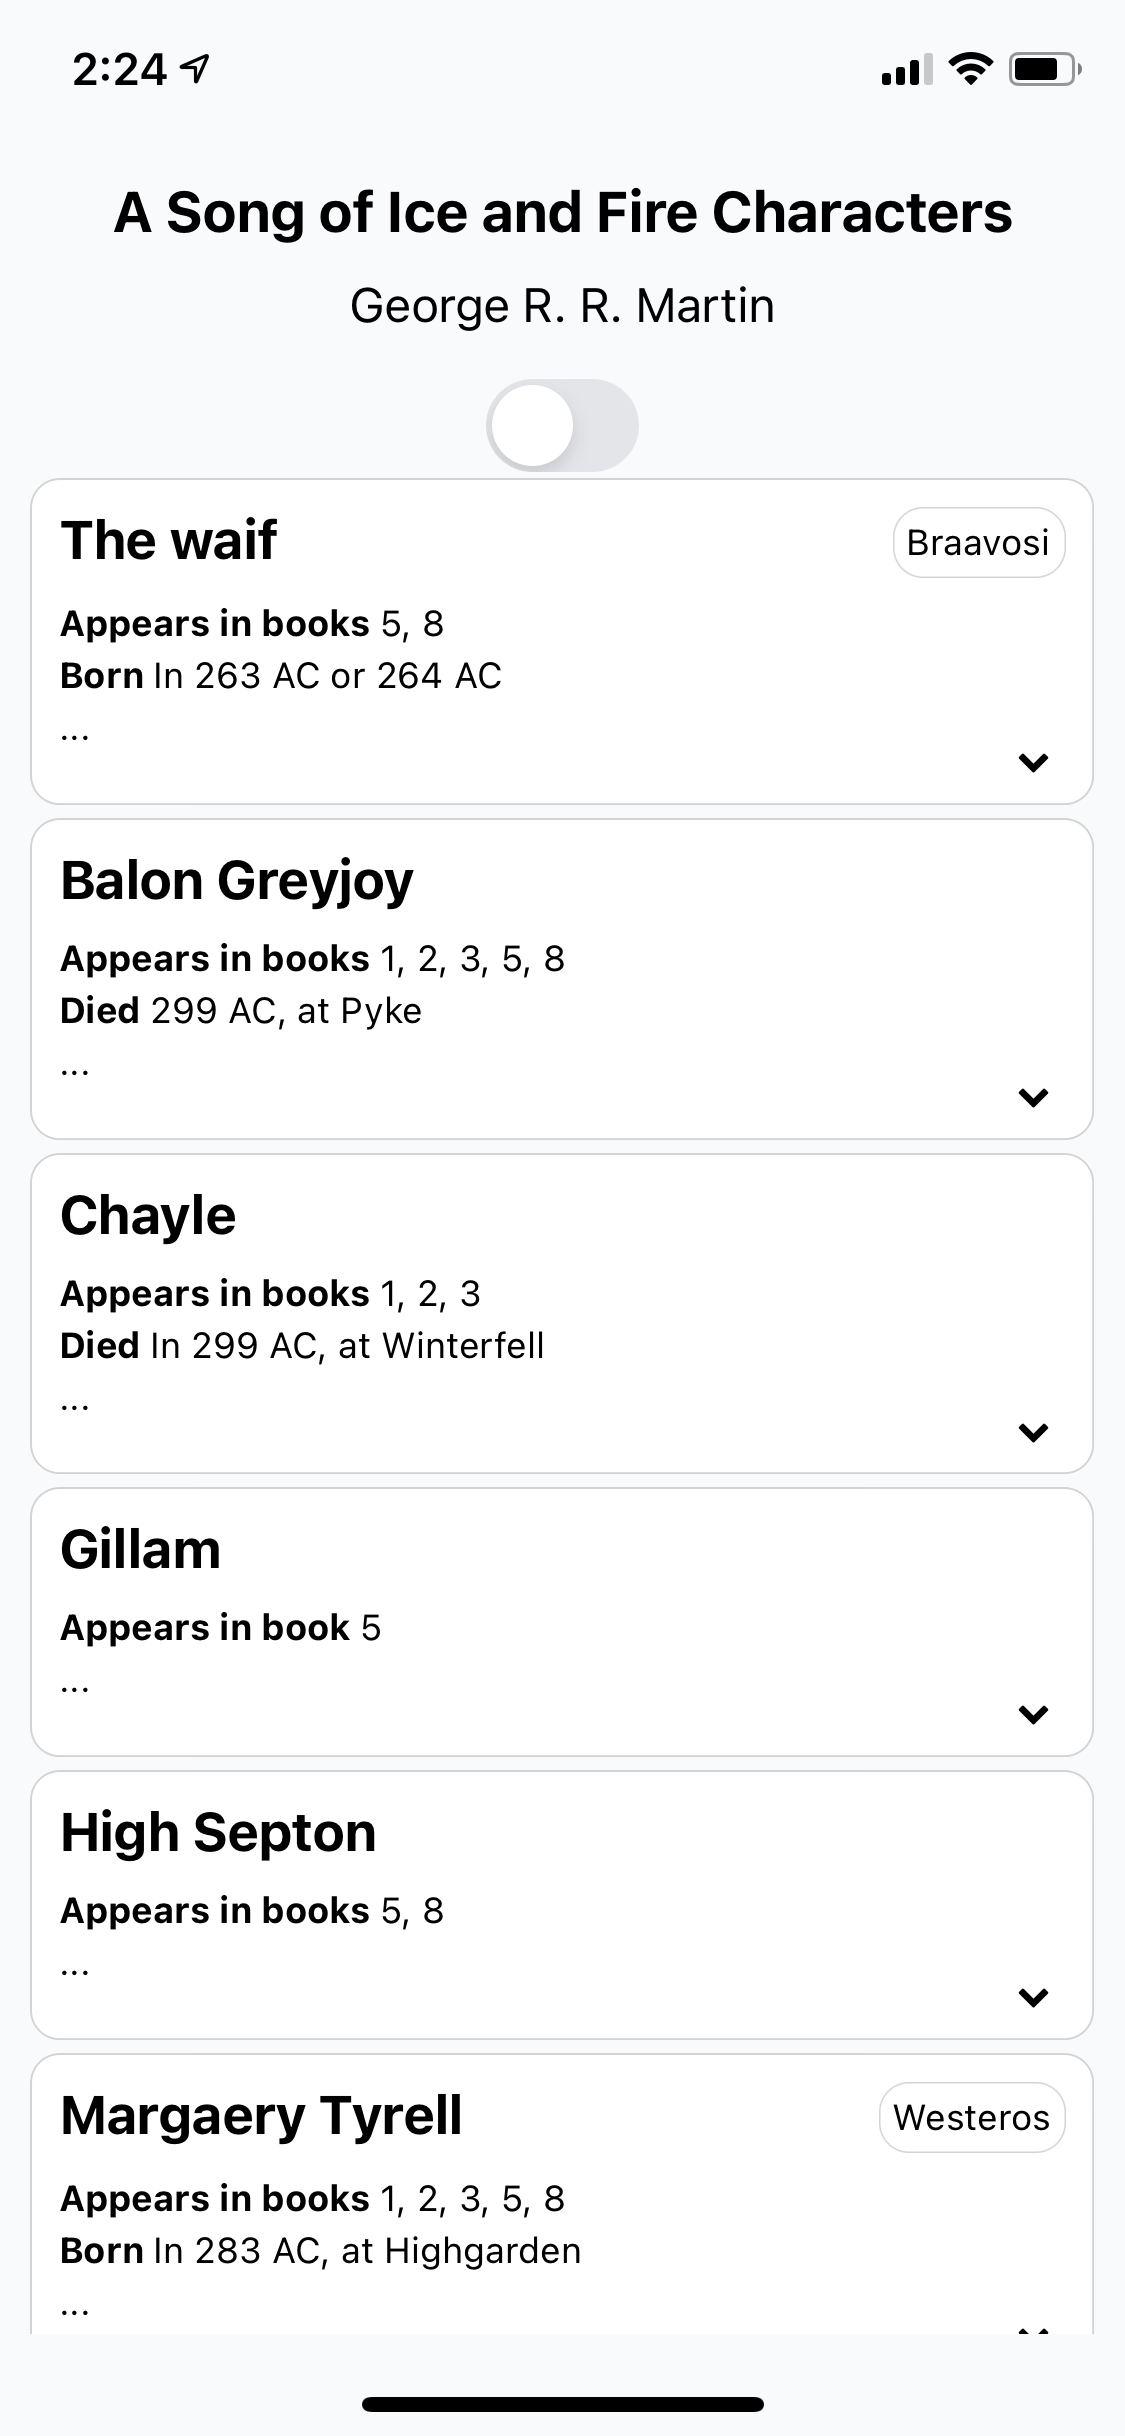 2:24
A Song of Ice and Fire Characters
George R. R. Martin
The waif
Braavosi
Appears in books 5, 8
Born In 263 AC or 264 AC
...
Balon Greyjoy
Appears in books 1, 2, 3, 5, 8
Died 299 AC, at Pyke
...
Chayle
Appears in books 1, 2, 3
Died In 299 AC, at Winterfell
...
Gillam
Appears in book 5
...
High Septon
Appears in books 5, 8
...
Margaery Tyrell
Westeros
Appears in books 1, 2, 3, 5, 8
Born In 283 AC, at Highgarden
...